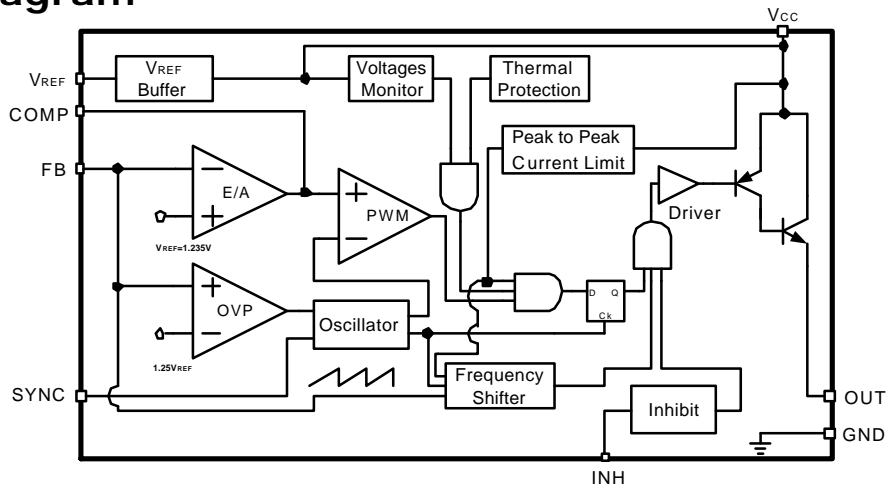 agram
VCC
VREF
VREF
Buffer
Voltages
Monitor
Thermal
Protection
COMP
Peak to Peak
Current Limit
FB
E/A
PWM
Driver
VREF=1.235V
OVP
D
Q
Ck
Oscillator
1.25VREF
SYNC
Frequency
Shifter
Inhibit
OUT
GND
INH